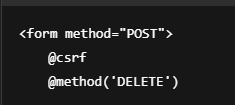 <form method="POST">
@csrf
@method('DELETE')